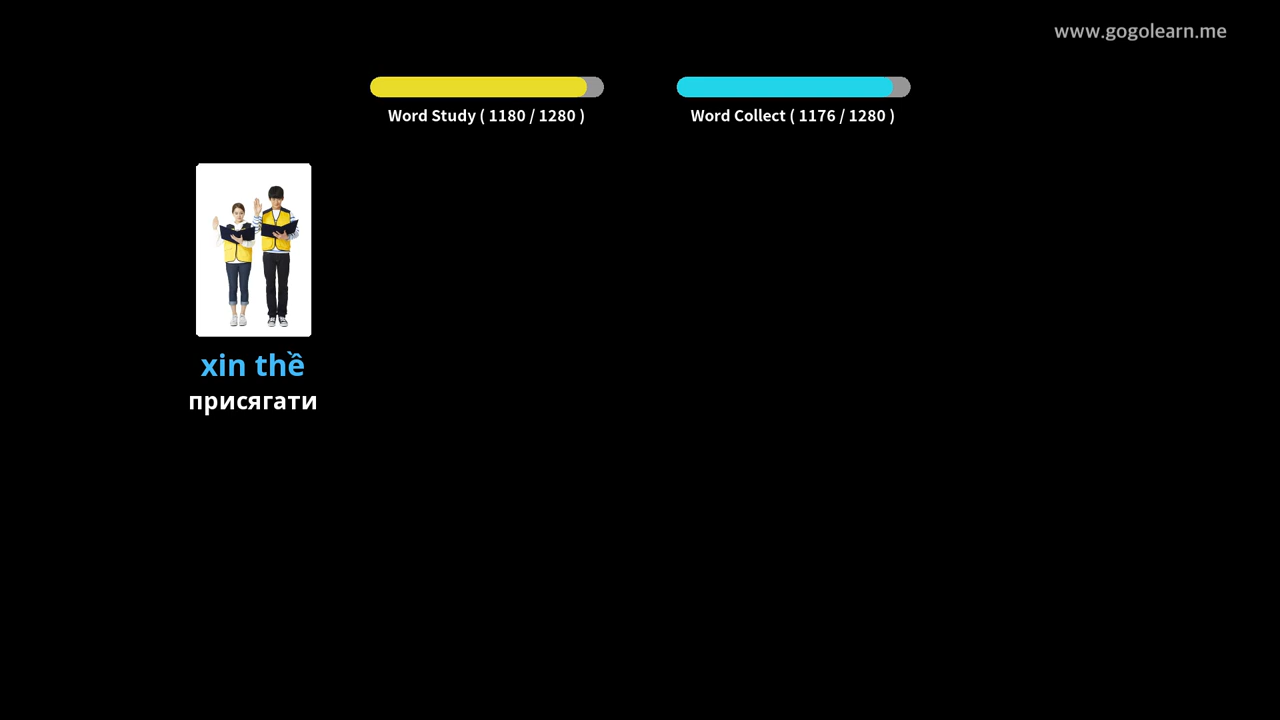 www.gogolearn.me
Word Study ( 1180 / 1280 )
Word Collect ( 1176 / 1280 )
xin thề
присягати